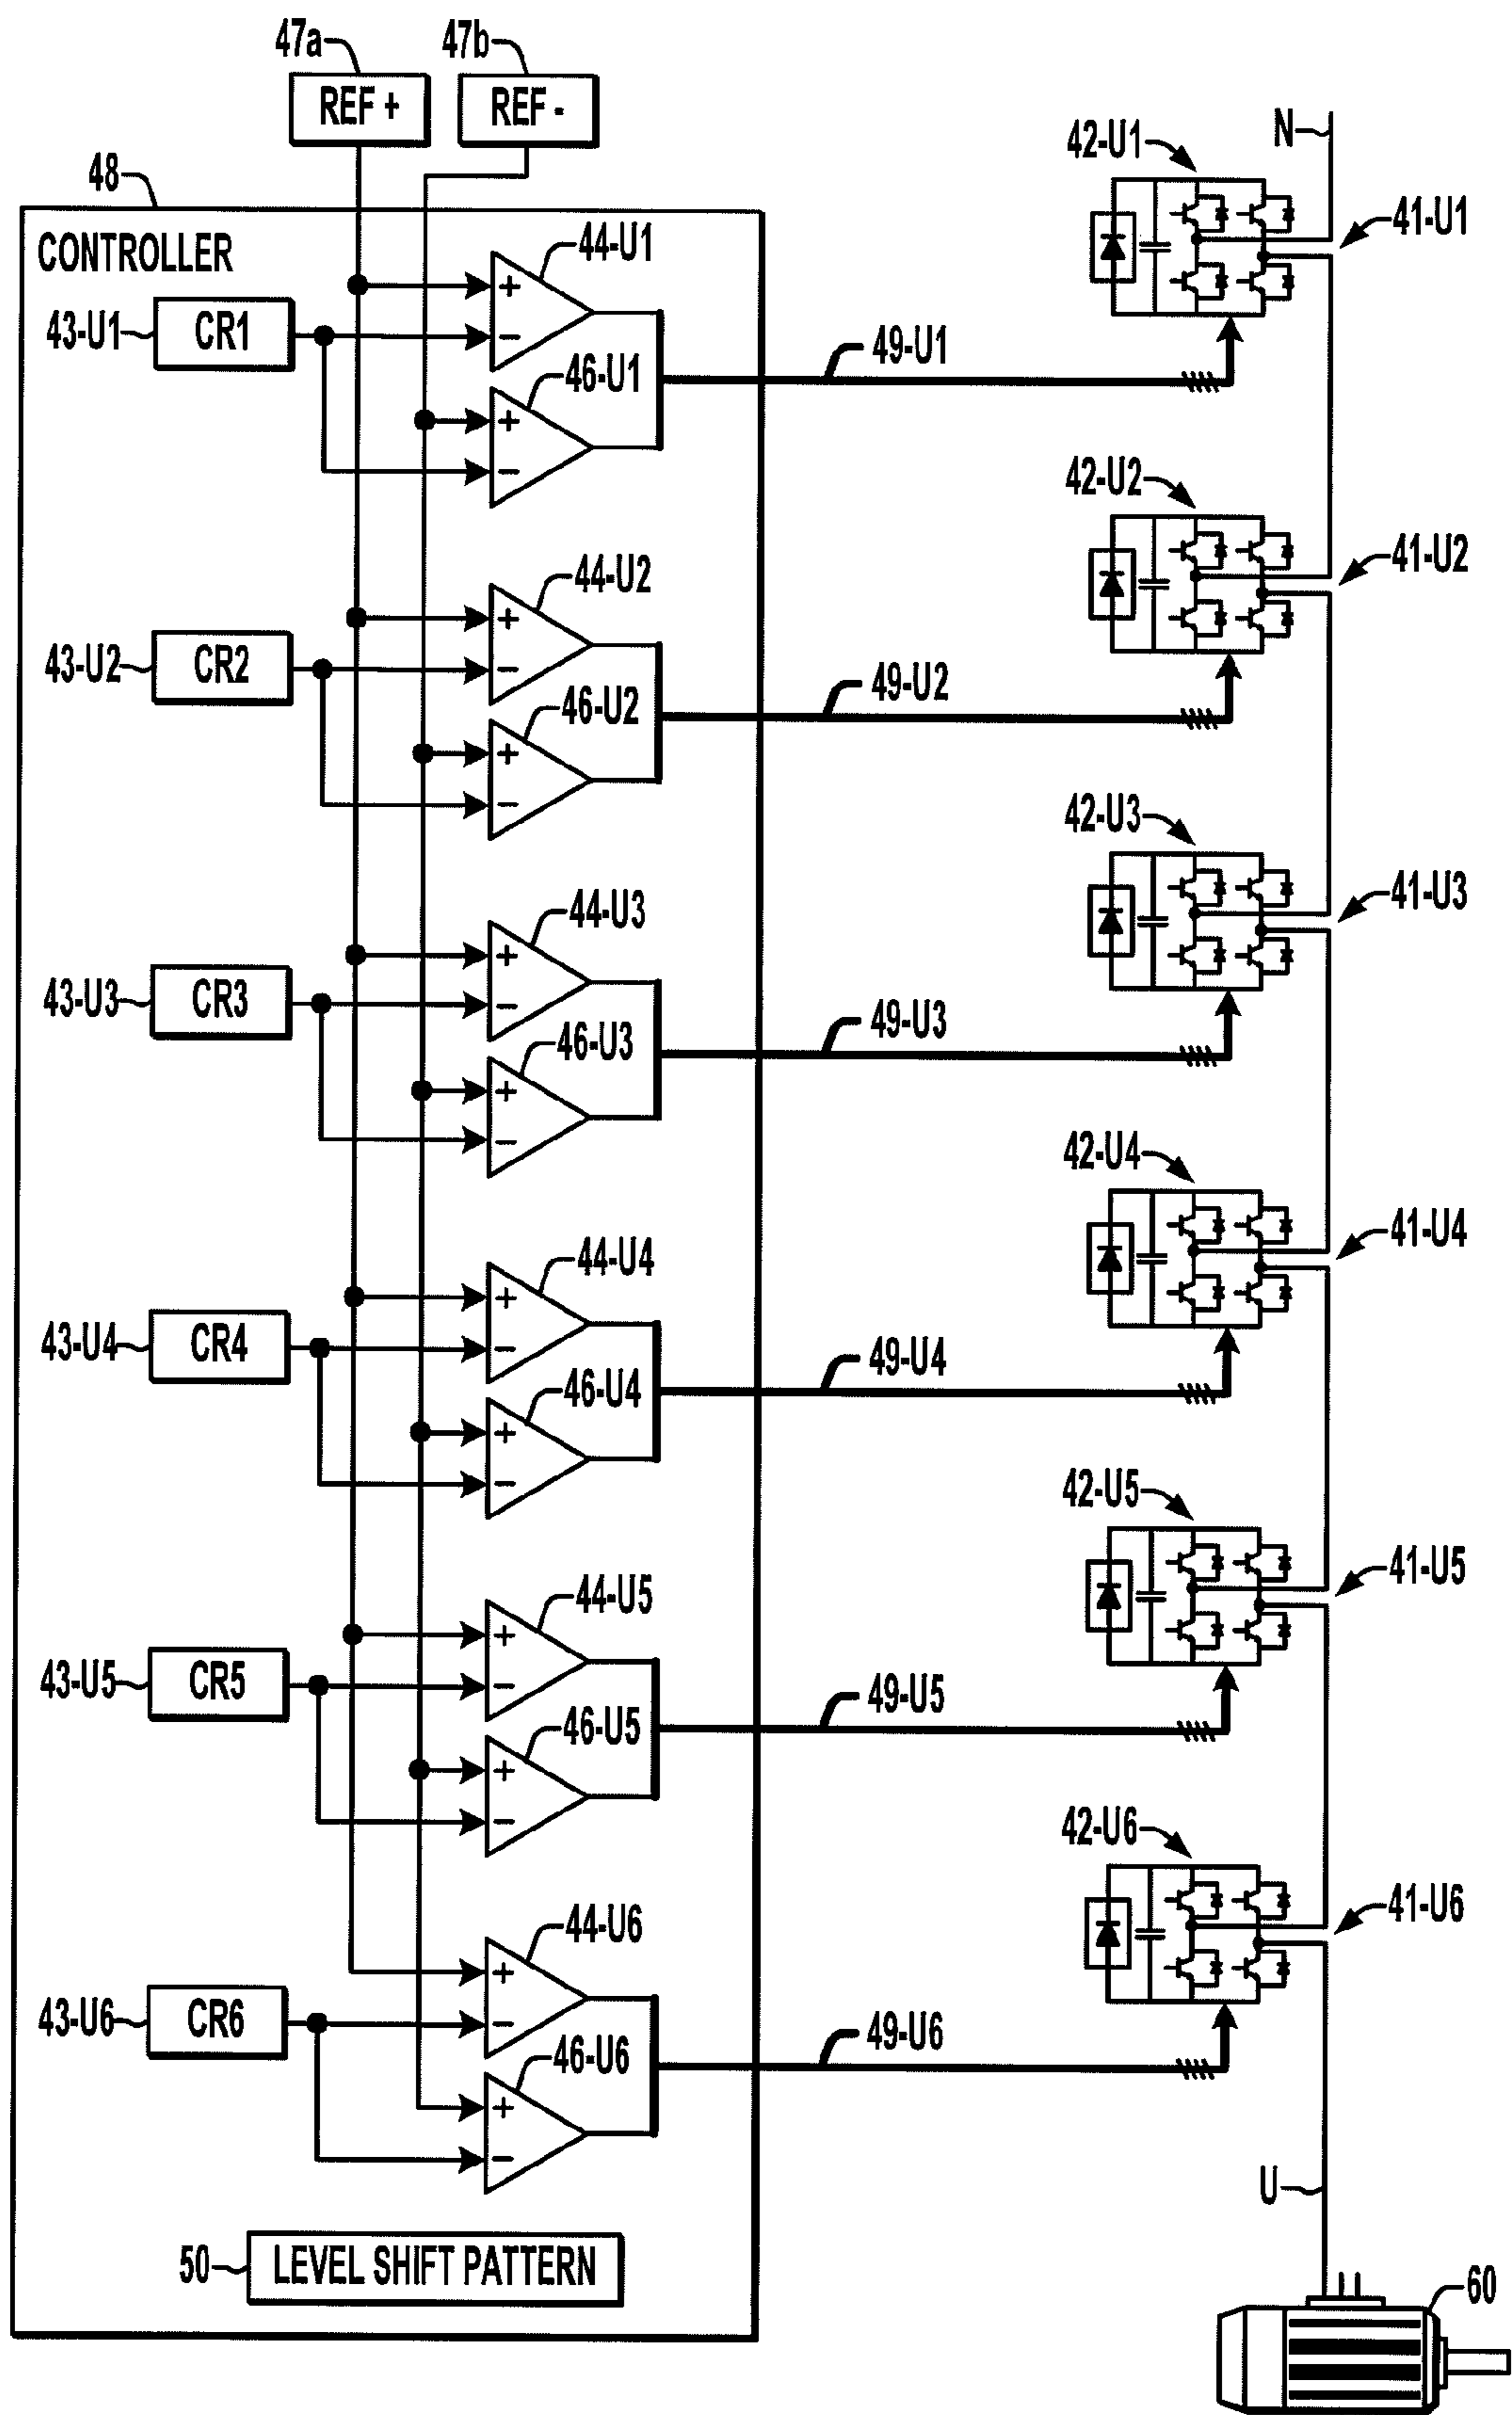 47a
47b
REF +
REF -
N
42-U1
48
CONTROLLER
44-U1
41-U1
43-U1
CR1
46-U1
49-U1
42-U2
44-U2
41-U2
43-U2
CR2
46-U2
49-U2
42-U3
44-U3
41-U3
43-U3
CR3
46-U3
49-U3
42-U4
44-U4
41-U4
43-U4
CR4
46-U4
49-U4
42-U5
44-U5
41-U5
43-U5
CR5
46-U5
49-U5
42-U6
44-U6
41-U6
43-U6
CR6
46-U6
49-U6
U
50
LEVEL SHIFT PATTERN
60